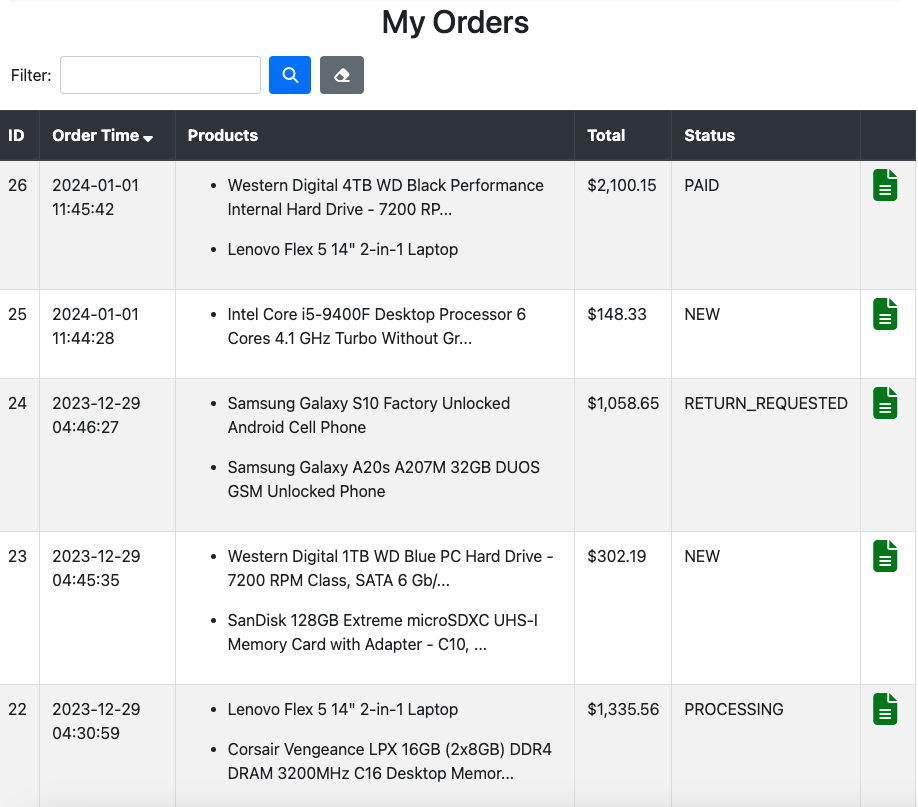 My Orders
Filter:
ID Order Time Products Total Status
26 2024-01-01 Western Digital 4TB WD Black Performance $2,100.15 PAID
11:45:42 Internal Hard Drive - 7200 RP...
Lenovo Flex 5 14" 2-in-1 Laptop
25 2024-01-01 Intel Core i5-9400F Desktop Processor 6 $148.33 NEW
11:44:28 Cores 4.1 GHz Turbo Without Gr...
24 2023-12-29 Samsung Galaxy S10 Factory Unlocked $1,058.65 RETURN_REQUESTED
04:46:27 Android Cell Phone
Samsung Galaxy A20s A207M 32GB DUOS
GSM Unlocked Phone
23 2023-12-29 Western Digital 1TB WD Blue PC Hard Drive - $302.19 NEW
04:45:35 7200 RPM Class, SATA 6 Gb/...
SanDisk 128GB Extreme microSDXC UHS-I
Memory Card with Adapter - C10, ...
22 2023-12-29 Lenovo Flex 5 14" 2-in-1 Laptop $1,335.56 PROCESSING
04:30:59
Corsair Vengeance LPX 16GB (2x8GB) DDR4
DRAM 3200MHz C16 Desktop Memor...